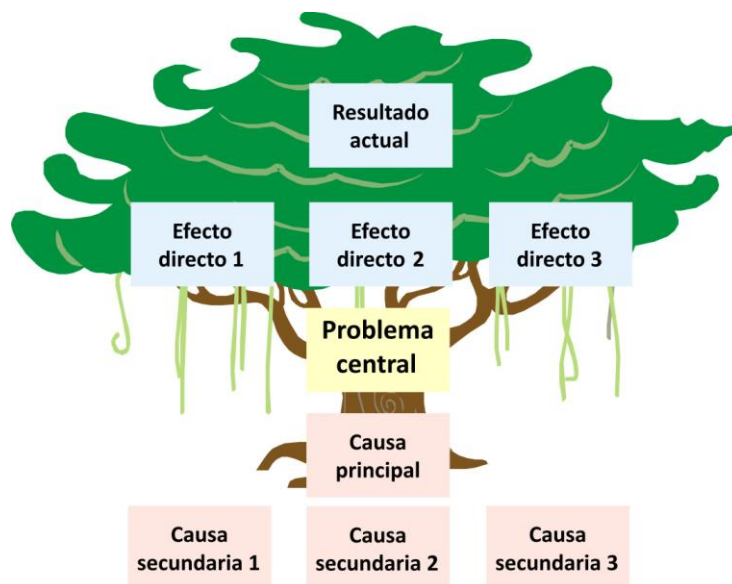 Resultado
actual
Efecto
directo 1
Efecto
directo 2
Efecto
directo 3
Problema
central
Causa
principal
Causa
secundaria 1
Causa
secundaria 2
Causa
secundaria 3